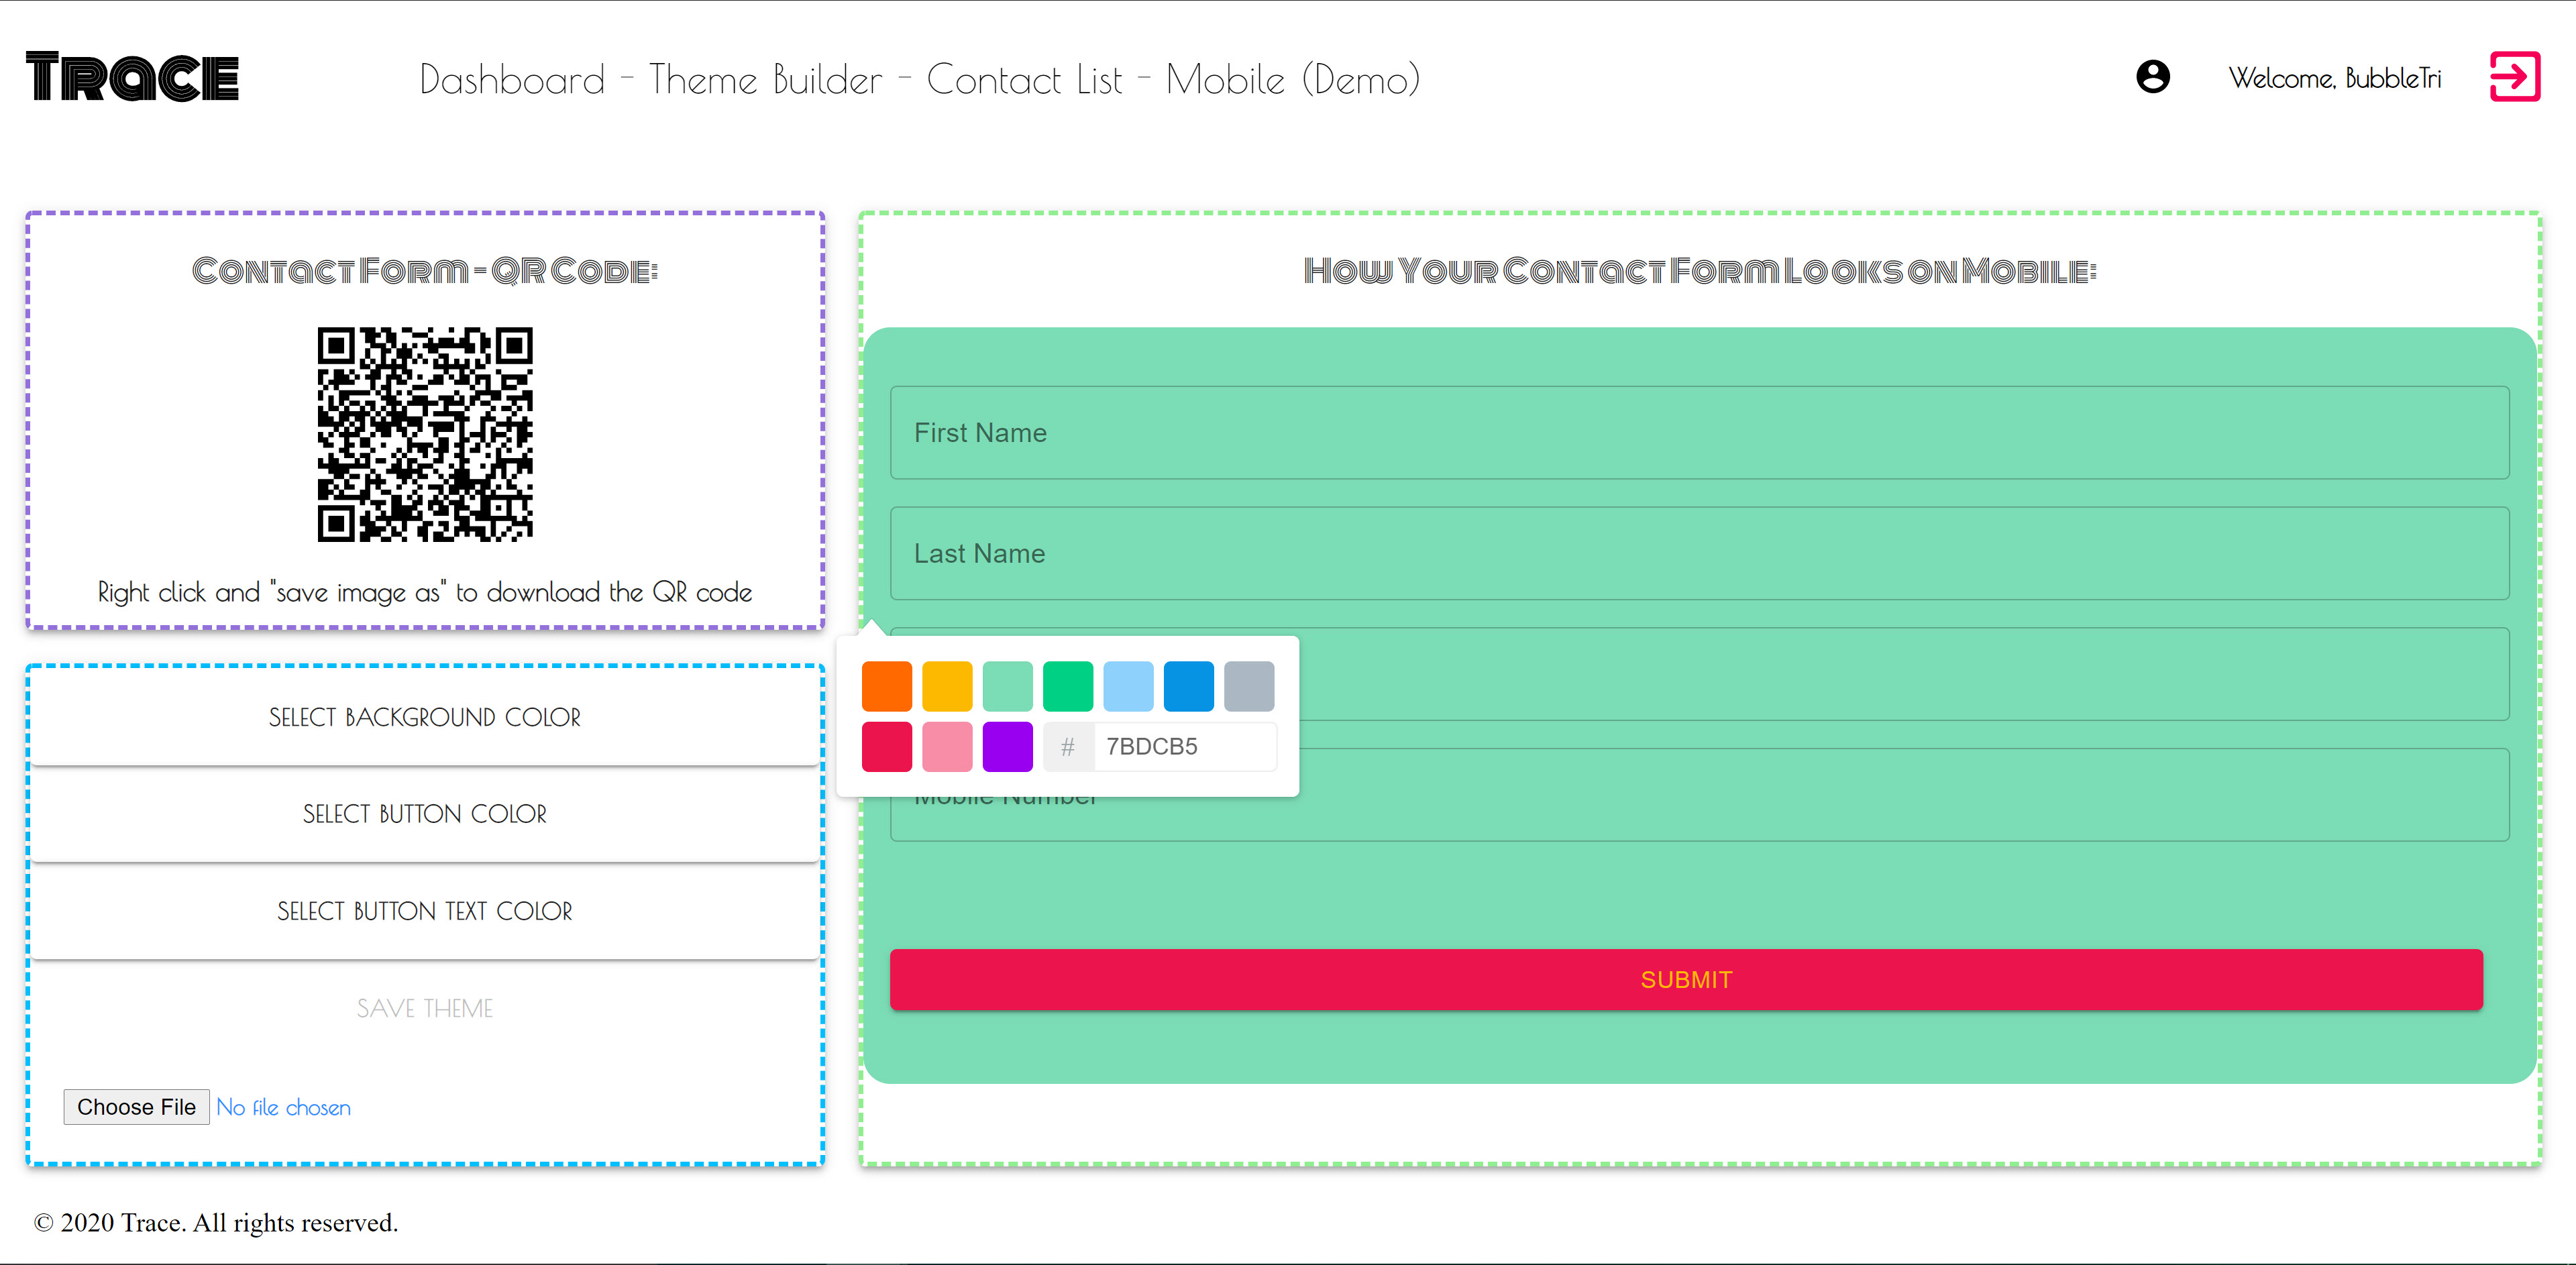 Trace
Dashboard - Theme Builder - Contact List - Mobile (Demo)
Welcome, BubbleTri
Contact Form - QR Code:
Right click and "save image as" to download the QR code
SELECT BACKGROUND COLOR
SELECT BUTTON COLOR
SELECT BUTTON TEXT COLOR
SAVE THEME
Choose File No file chosen
How Your Contact Form Looks on Mobile:
First Name
Last Name
# 7BDCB5
Mobile Number
SUBMIT
© 2020 Trace. All rights reserved.